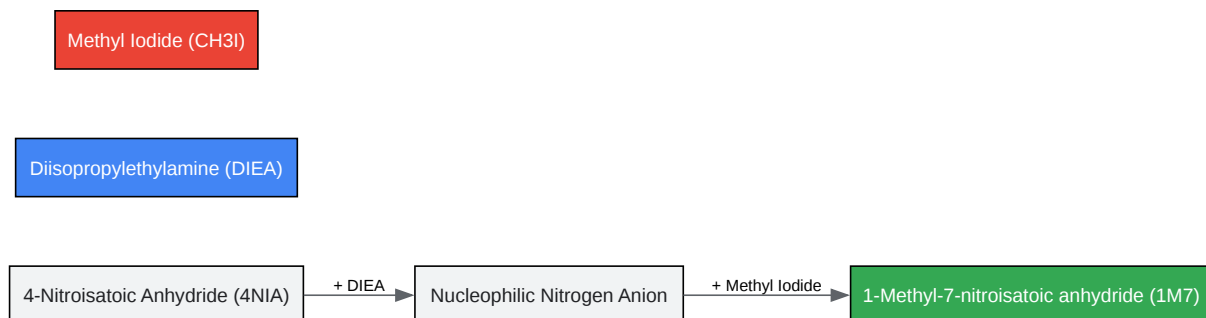 Methyl Iodide (CH3I)
Diisopropylethylamine (DIEA)
4-Nitroisatoic Anhydride (4NIA)
+ DIEA
Nucleophilic Nitrogen Anion
+ Methyl Iodide
1-Methyl-7-nitroisatoic anhydride (1M7)